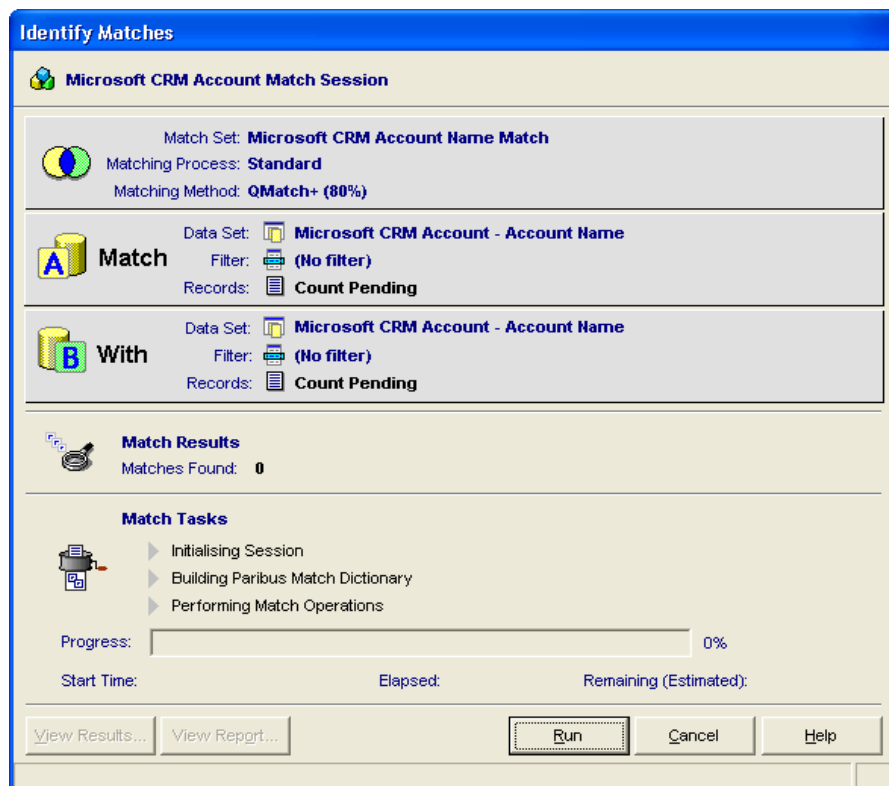 Identify Matches
Microsoft CRM Account Match Session
Match Set: Microsoft CRM Account Name Match
Matching Process: Standard
Matching Method: QMatch+ (80%)
A Match
Data Set: Microsoft CRM Account - Account Name
Filter: (No filter)
Records: Count Pending
B With
Data Set: Microsoft CRM Account - Account Name
Filter: (No filter)
Records: Count Pending
Match Results
Matches Found: 0
Match Tasks
Initialising Session
Building Paribus Match Dictionary
Performing Match Operations
Progress: 0%
Start Time: Elapsed: Remaining (Estimated):
View Results... View Report... Run Cancel Help